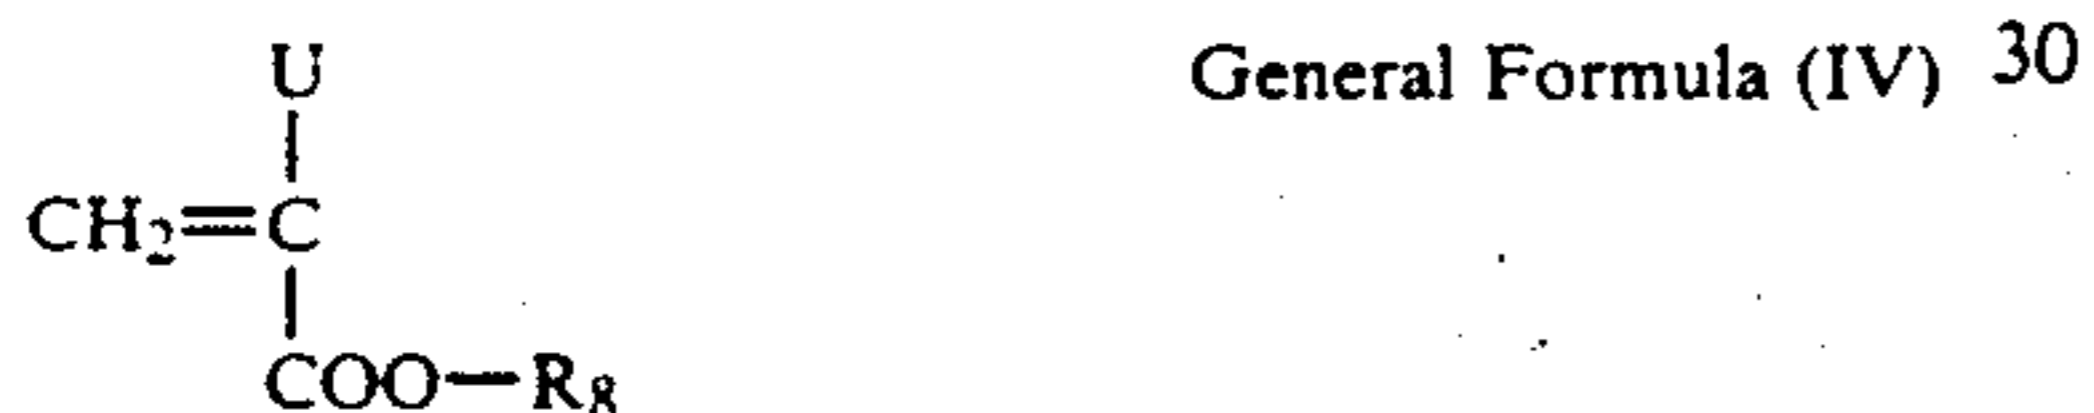 U
General Formula (IV) 30
CH₂=C
COO—R₈